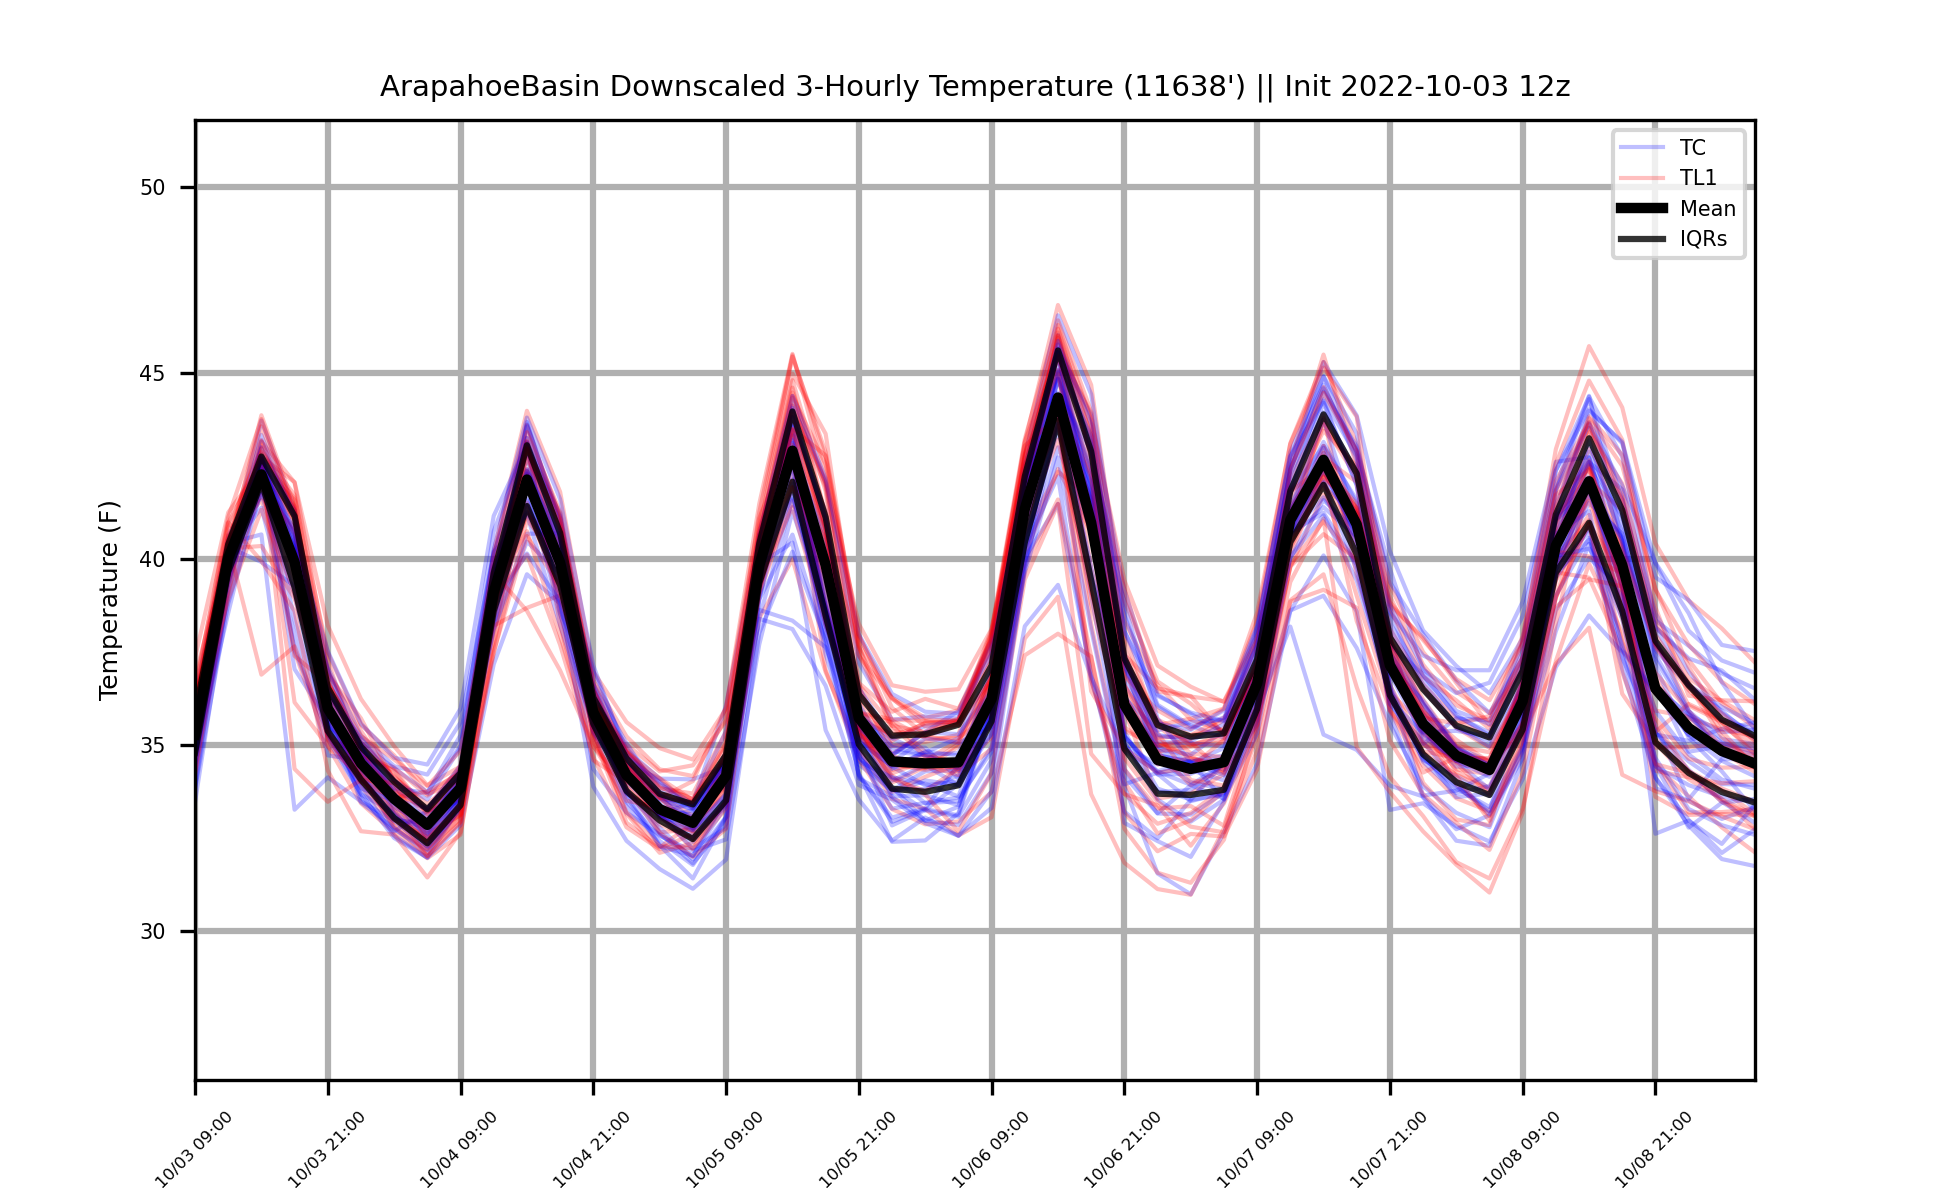 ArapahoeBasin Downscaled 3-Hourly Temperature (11638') || Init 2022-10-03 12z
TC
TL1
Mean
IQRs
Temperature (F)
50
45
40
35
30
10/03 09:00
10/03 21:00
10/04 09:00
10/04 21:00
10/05 09:00
10/05 21:00
10/06 09:00
10/06 21:00
10/07 09:00
10/07 21:00
10/08 09:00
10/08 21:00